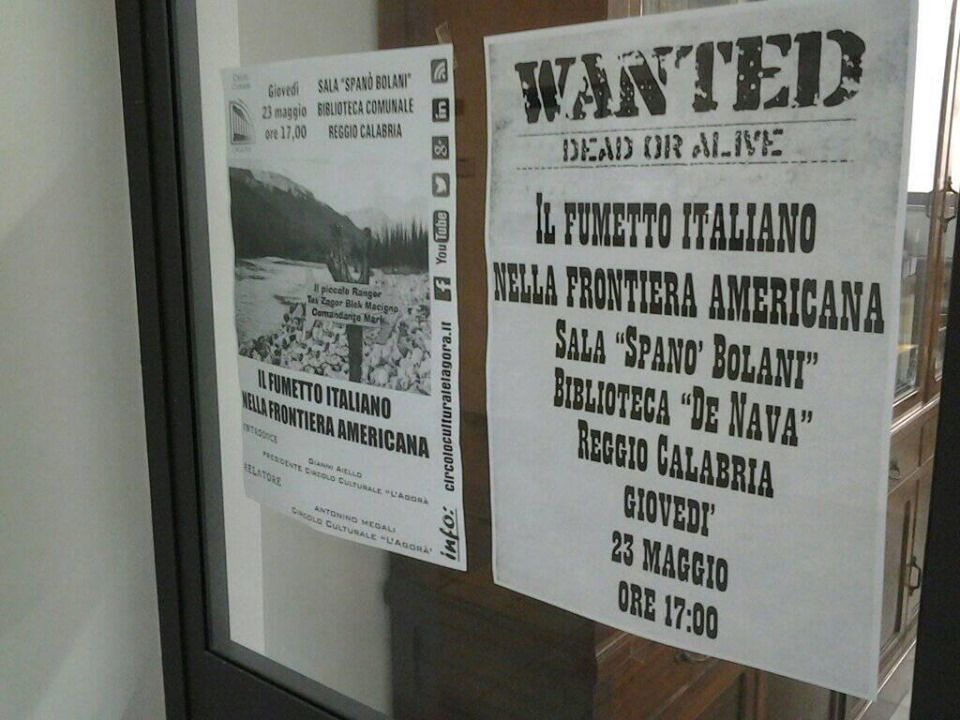 Giovedì
23 maggio
ore 17,00
SALA "SPANÒ BOLANI"
BIBLIOTECA COMUNALE
REGGIO CALABRIA
Il piccolo Ranger
Tex Zagor Blek Macigno
Comandante Mark
IL FUMETTO ITALIANO
NELLA FRONTIERA AMERICANA
INTRODUCE
GIANNI AIELLO
PRESIDENTE CIRCOLO CULTURALE "L'AGORÀ
RELATORE
ANTONINO MEGALI
CIRCOLO CULTURALE "L'AGORÀ'
info: circoloculturalelagora.it
You Tube
WANTED
DEAD OR ALIVE
IL FUMETTO ITALIANO
NELLA FRONTIERA AMERICANA
SALA "SPANO' BOLANI"
BIBLIOTECA "DE NAVA"
REGGIO CALABRIA
GIOVEDI'
23 MAGGIO
ORE 17:00